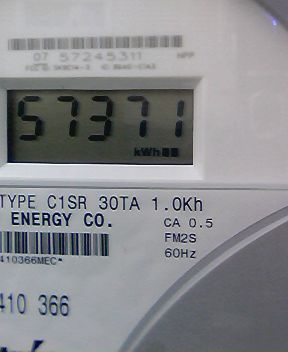 07 57245311
57371
kWh
TYPE C1SR 30TA 1.0Kh
ENERGY CO. CA 0.5
FM2S
410366MEC* 60Hz
410 366